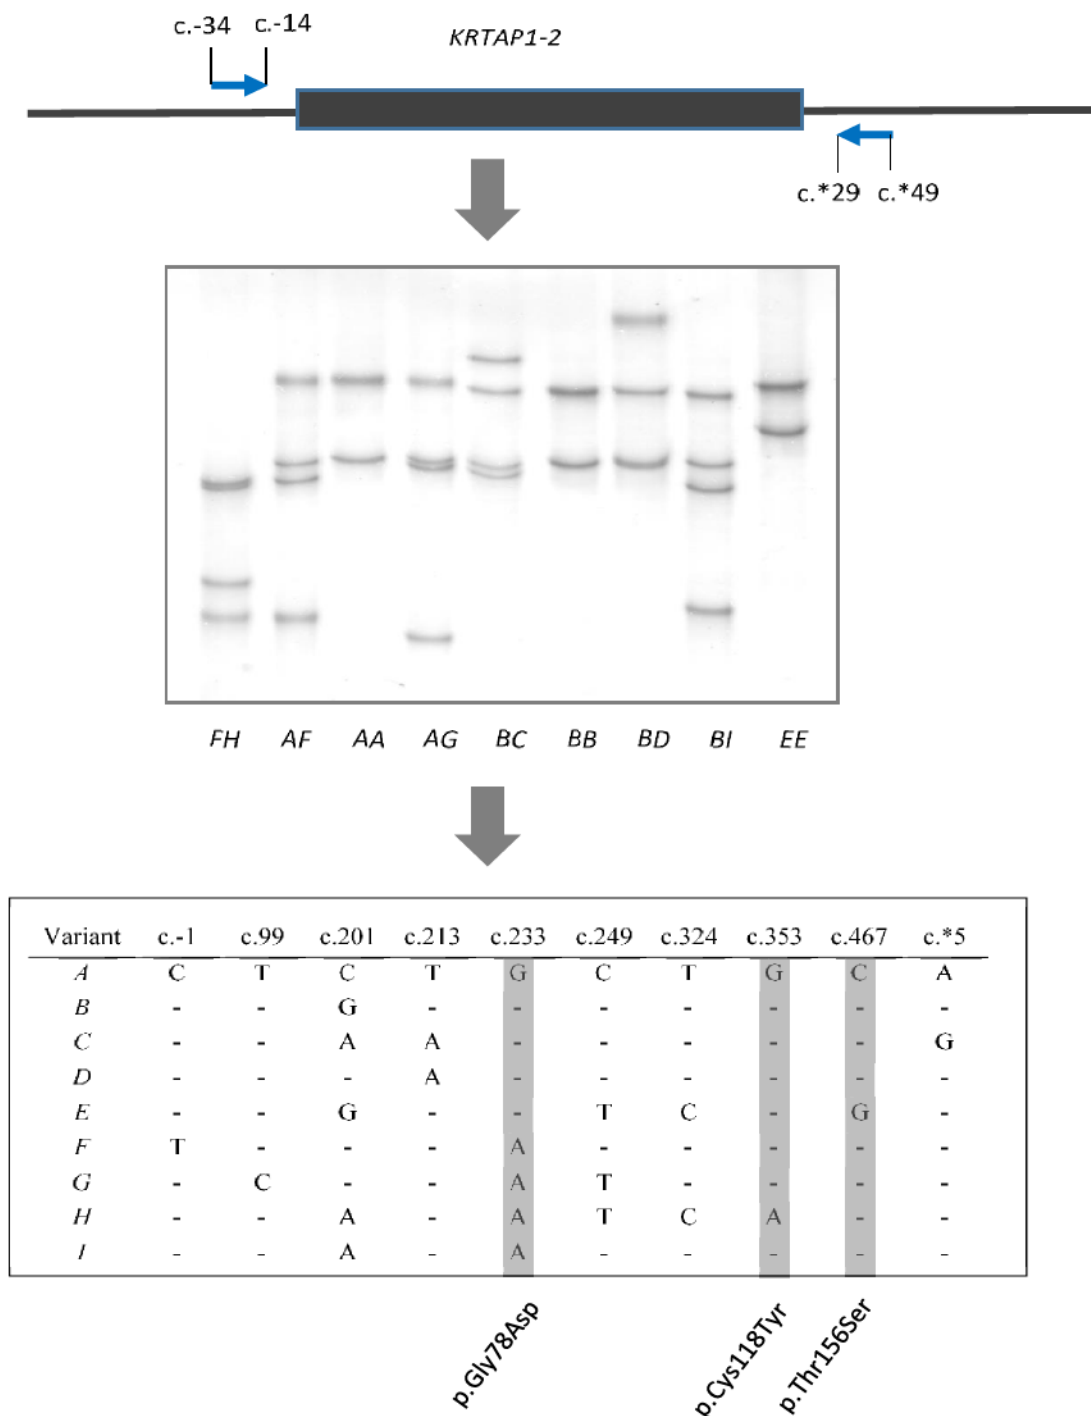 c.-34 c.-14
KRTAP1-2
c.*29 c.*49
FH AF AA AG BC BB BD BI EE
Variant c.-1 c.99 c.201 c.213 c.233 c.249 c.324 c.353 c.467 c.*5
A C T C T G C T G C A
B - - G - - - - - - -
C - - A A - - - - - G
D - - - A - - - - - -
E - - G - - T C - G -
F T - - - A - - - - -
G - C - - A T - - - -
H - - A - A T C A - -
I - - A - A - - - - -
p.Gly78Asp p.Cys118Tyr p.Thr156Ser